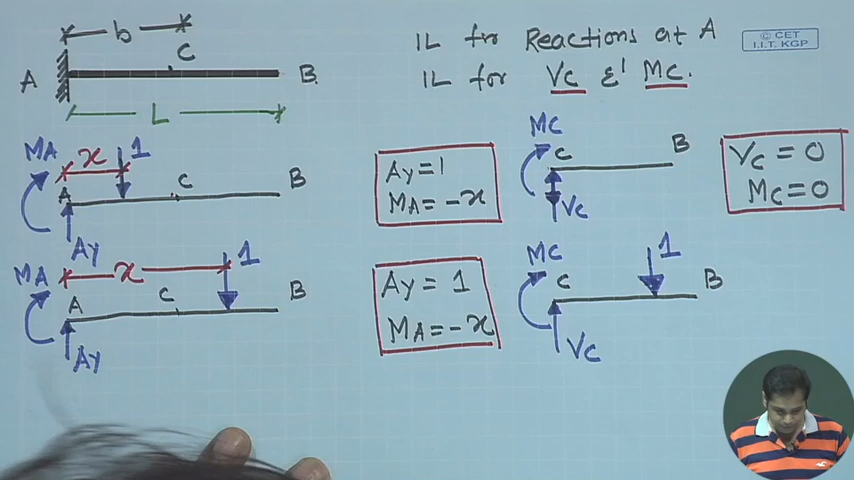 b
C
A
B.
L
IL for Reactions at A
IL for VC & MC.
© CET
I.I.T. KGP
MA
x
1
A
C
B
Ay
Ay = 1
MA = -x
MC
C
B
VC
VC = 0
MC = 0
MA
x
1
A
C
B
Ay
Ay = 1
MA = -x
MC
1
C
B
VC